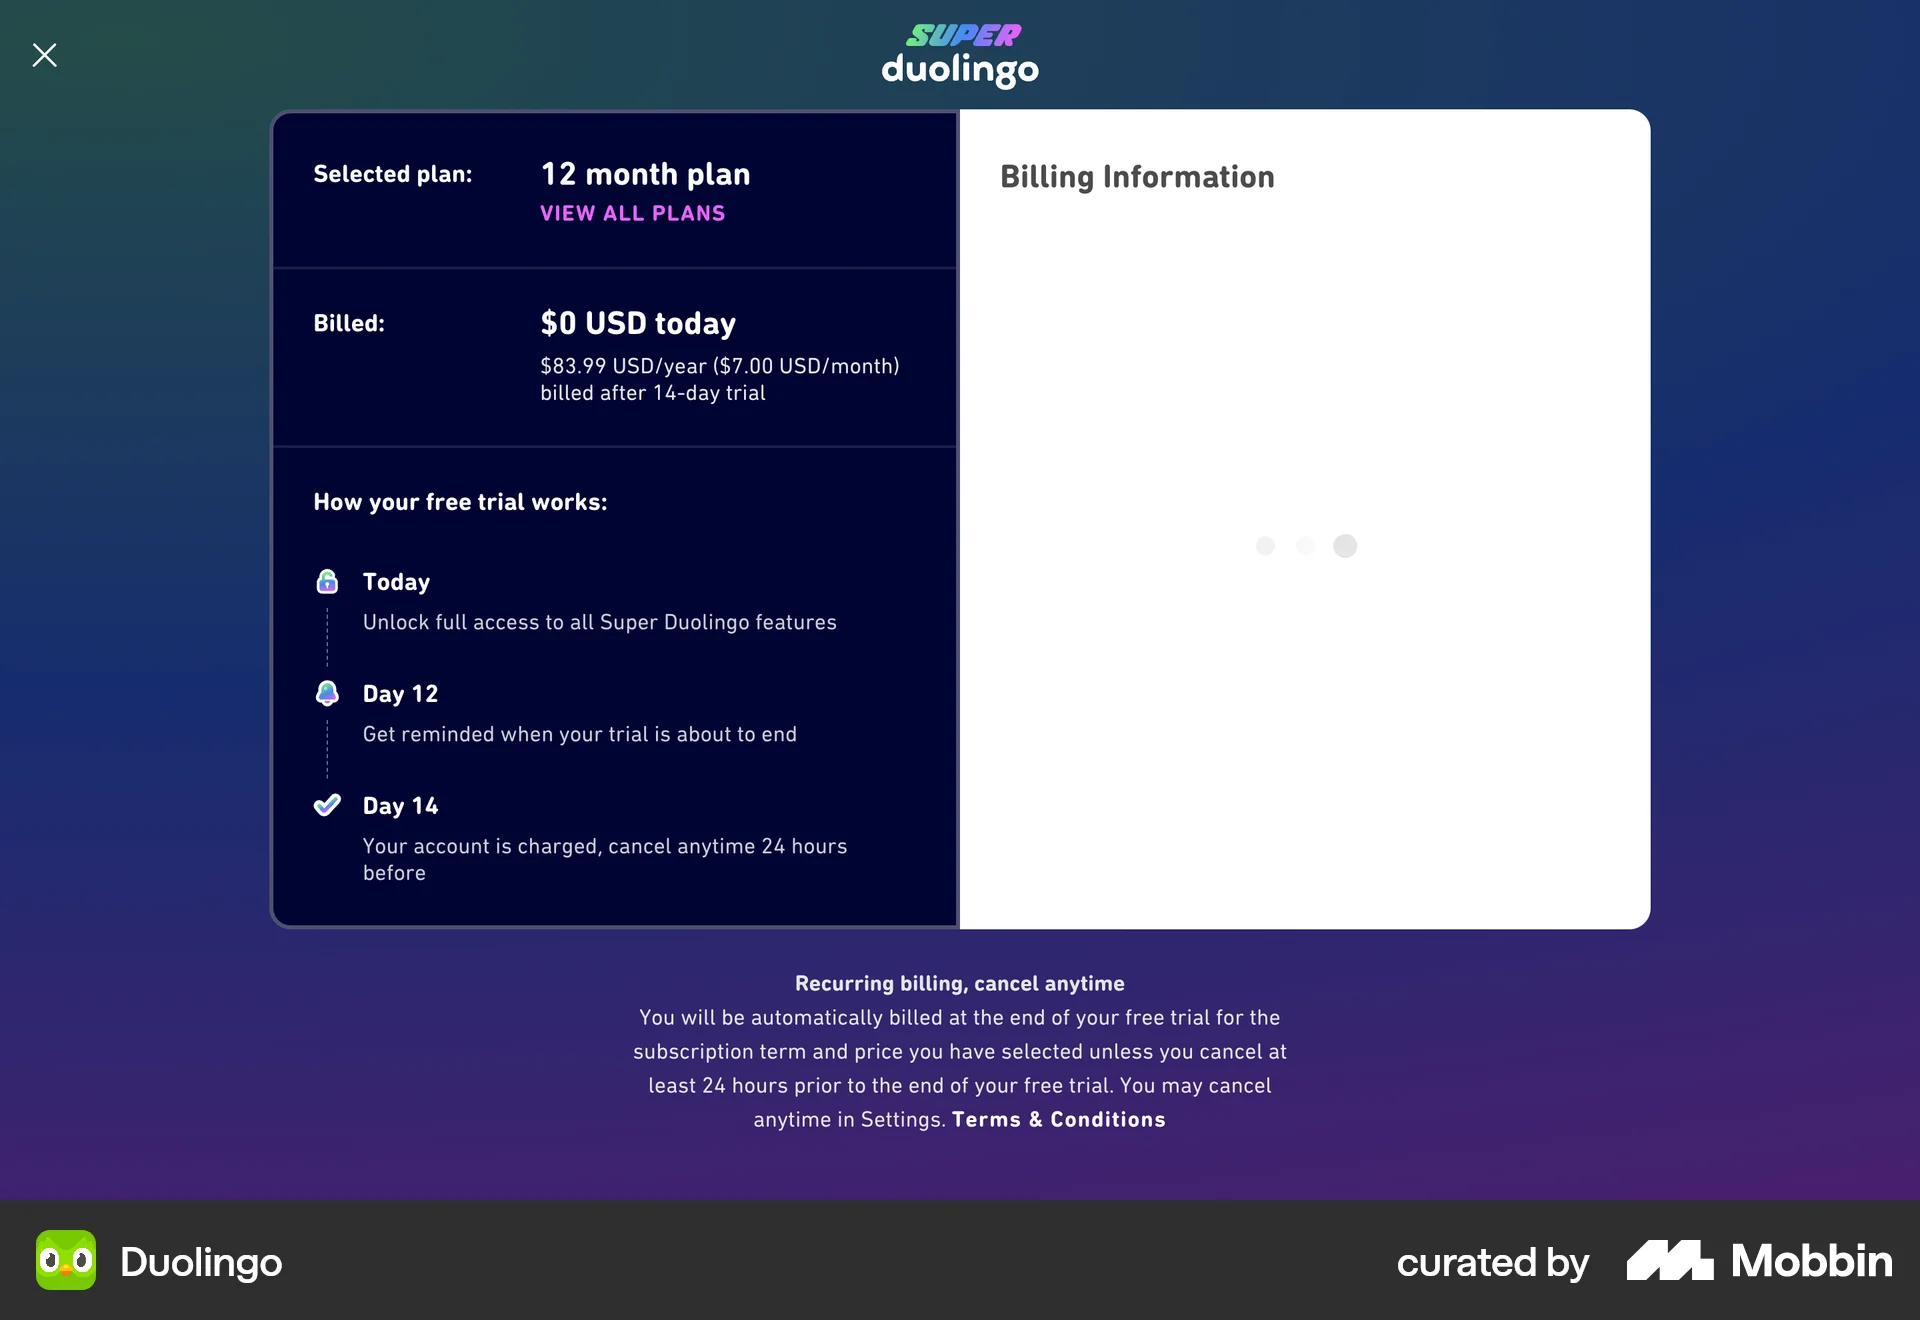 SUPER
duolingo
Selected plan:
12 month plan
VIEW ALL PLANS
Billed:
$0 USD today
$83.99 USD/year ($7.00 USD/month)
billed after 14-day trial
How your free trial works:
Today
Unlock full access to all Super Duolingo features
Day 12
Get reminded when your trial is about to end
Day 14
Your account is charged, cancel anytime 24 hours
before
Billing Information
Recurring billing, cancel anytime
You will be automatically billed at the end of your free trial for the
subscription term and price you have selected unless you cancel at
least 24 hours prior to the end of your free trial. You may cancel
anytime in Settings. Terms & Conditions
Duolingo
curated by Mobbin